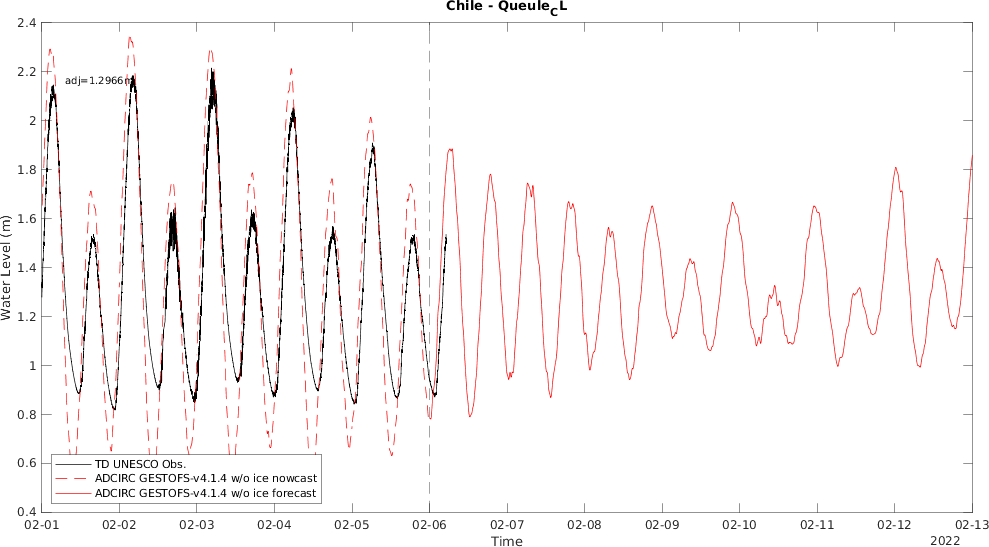 Chile - Queule_CL
adj=1.2966m
Water Level (m)
2.4
2.2
2
1.8
1.6
1.4
1.2
1
0.8
0.6
0.4
TD UNESCO Obs.
ADCIRC GESTOFS-v4.1.4 w/o ice nowcast
ADCIRC GESTOFS-v4.1.4 w/o ice forecast
02-01 02-02 02-03 02-04 02-05 02-06 02-07 02-08 02-09 02-10 02-11 02-12 02-13
Time
2022